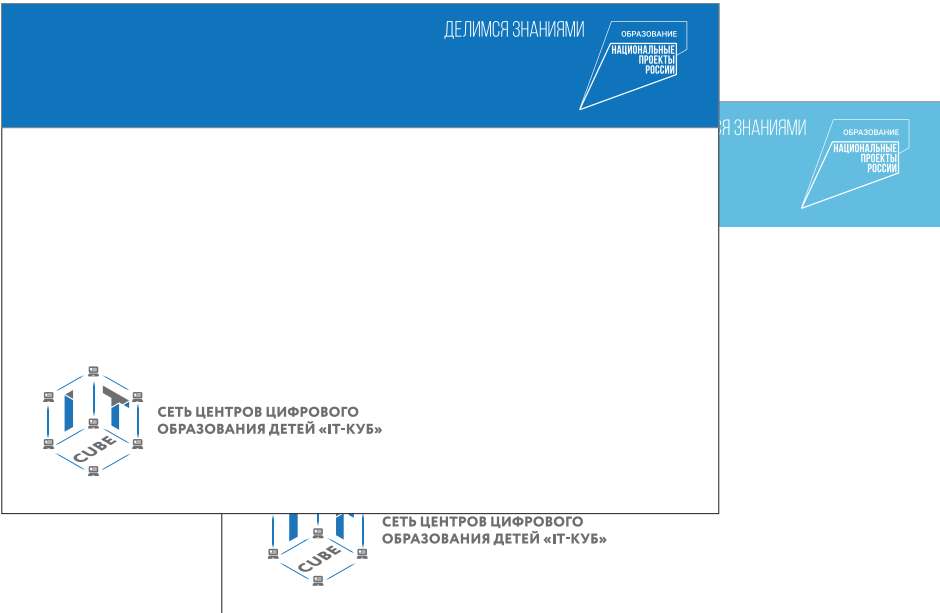 ДЕЛИМСЯ ЗНАНИЯМИ
ОБРАЗОВАНИЕ
НАЦИОНАЛЬНЫЕ
ПРОЕКТЫ
РОССИИ
Я ЗНАНИЯМИ
ОБРАЗОВАНИЕ
НАЦИОНАЛЬНЫЕ
ПРОЕКТЫ
РОССИИ
IT
CUBE
СЕТЬ ЦЕНТРОВ ЦИФРОВОГО
ОБРАЗОВАНИЯ ДЕТЕЙ «IT-КУБ»
CUBE
СЕТЬ ЦЕНТРОВ ЦИФРОВОГО
ОБРАЗОВАНИЯ ДЕТЕЙ «IT-КУБ»